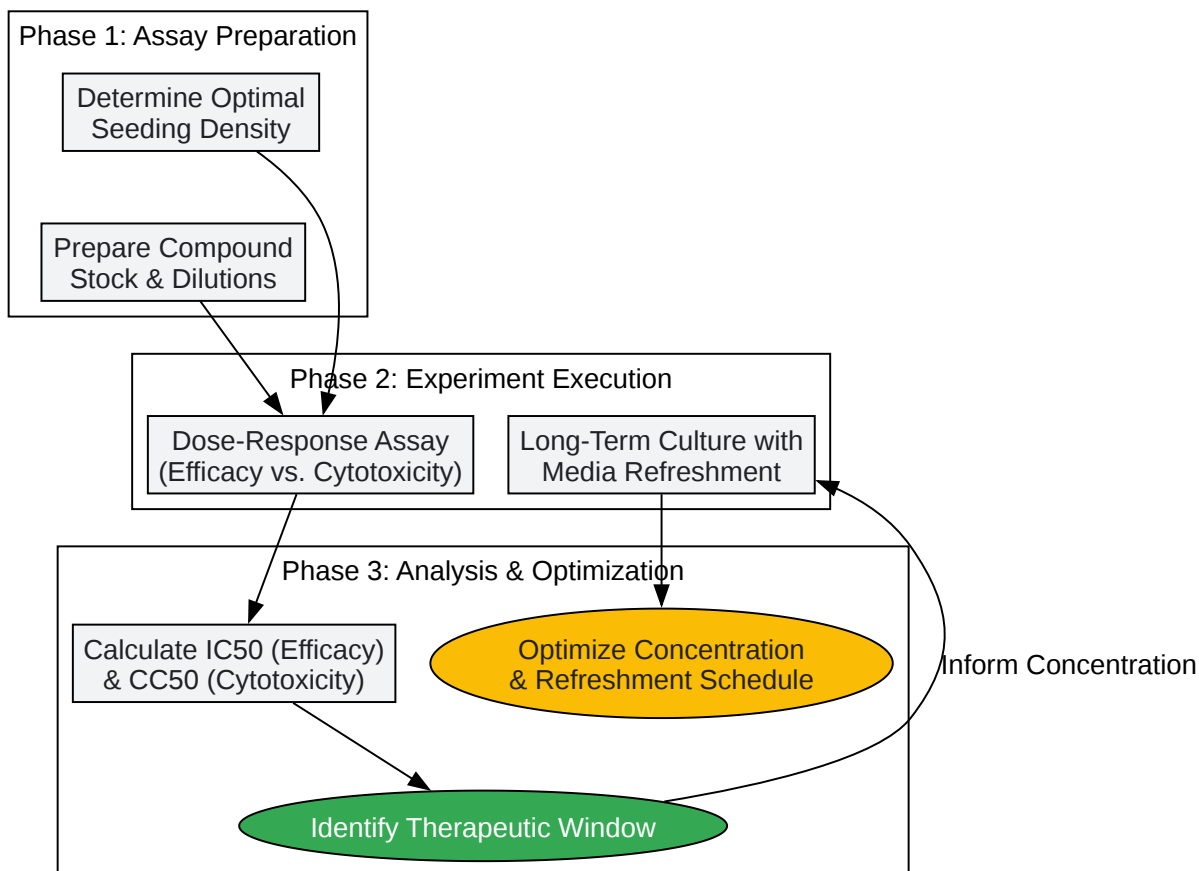 Phase 1: Assay Preparation
Determine Optimal
Seeding Density
Prepare Compound
Stock & Dilutions
Phase 2: Experiment Execution
Dose-Response Assay
(Efficacy vs. Cytotoxicity)
Long-Term Culture with
Media Refreshment
Phase 3: Analysis & Optimization
Calculate IC50 (Efficacy)
& CC50 (Cytotoxicity)
Optimize Concentration
& Refreshment Schedule
Inform Concentration
Identify Therapeutic Window